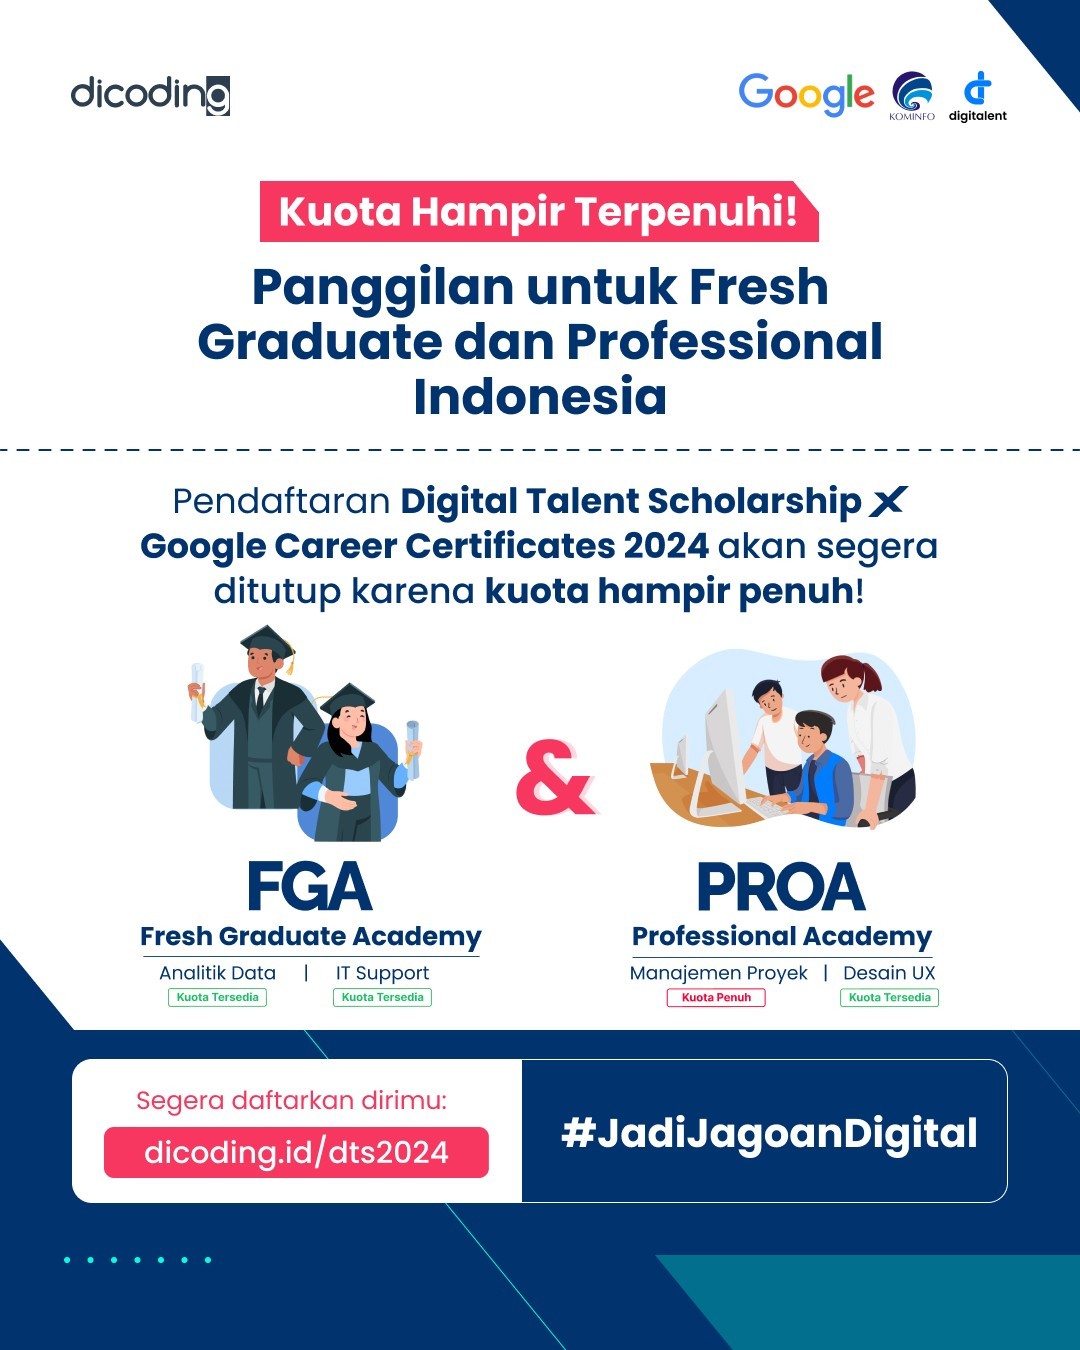 dicoding
Google
KOMINFO
digitalent
Kuota Hampir Terpenuhi!
Panggilan untuk Fresh
Graduate dan Professional
Indonesia
Pendaftaran Digital Talent Scholarship X
Google Career Certificates 2024 akan segera
ditutup karena kuota hampir penuh!
&
FGA
Fresh Graduate Academy
Analitik Data | IT Support
Kuota Tersedia Kuota Tersedia
PROA
Professional Academy
Manajemen Proyek | Desain UX
Kuota Penuh Kuota Tersedia
Segera daftarkan dirimu:
dicoding.id/dts2024
#JadiJagoanDigital